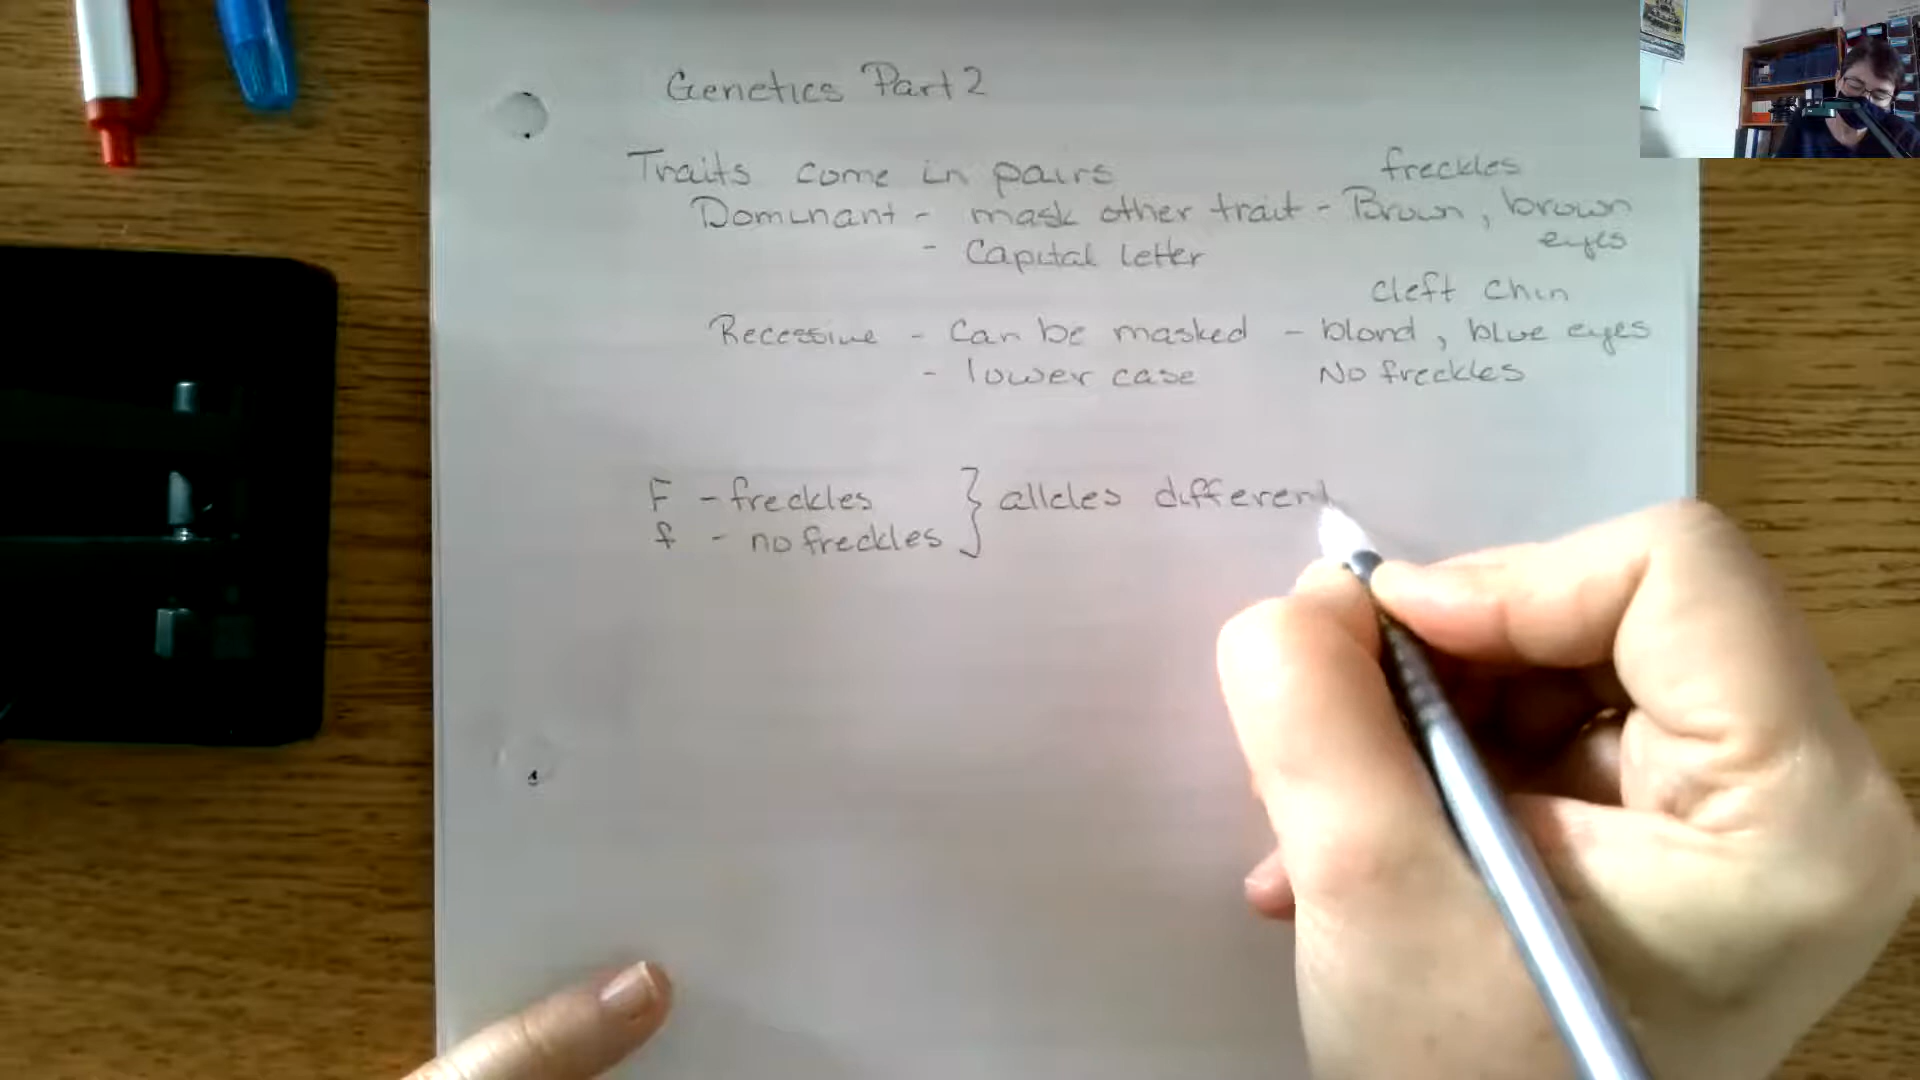 Genetics Part 2
Traits come in pairs
freckles
Dominant - mask other trait - Brown, brown
eyes
- Capital letter
cleft chin
Recessive - can be masked - blond, blue eyes
- lower case No freckles
F - freckles } alleles different
f - no freckles